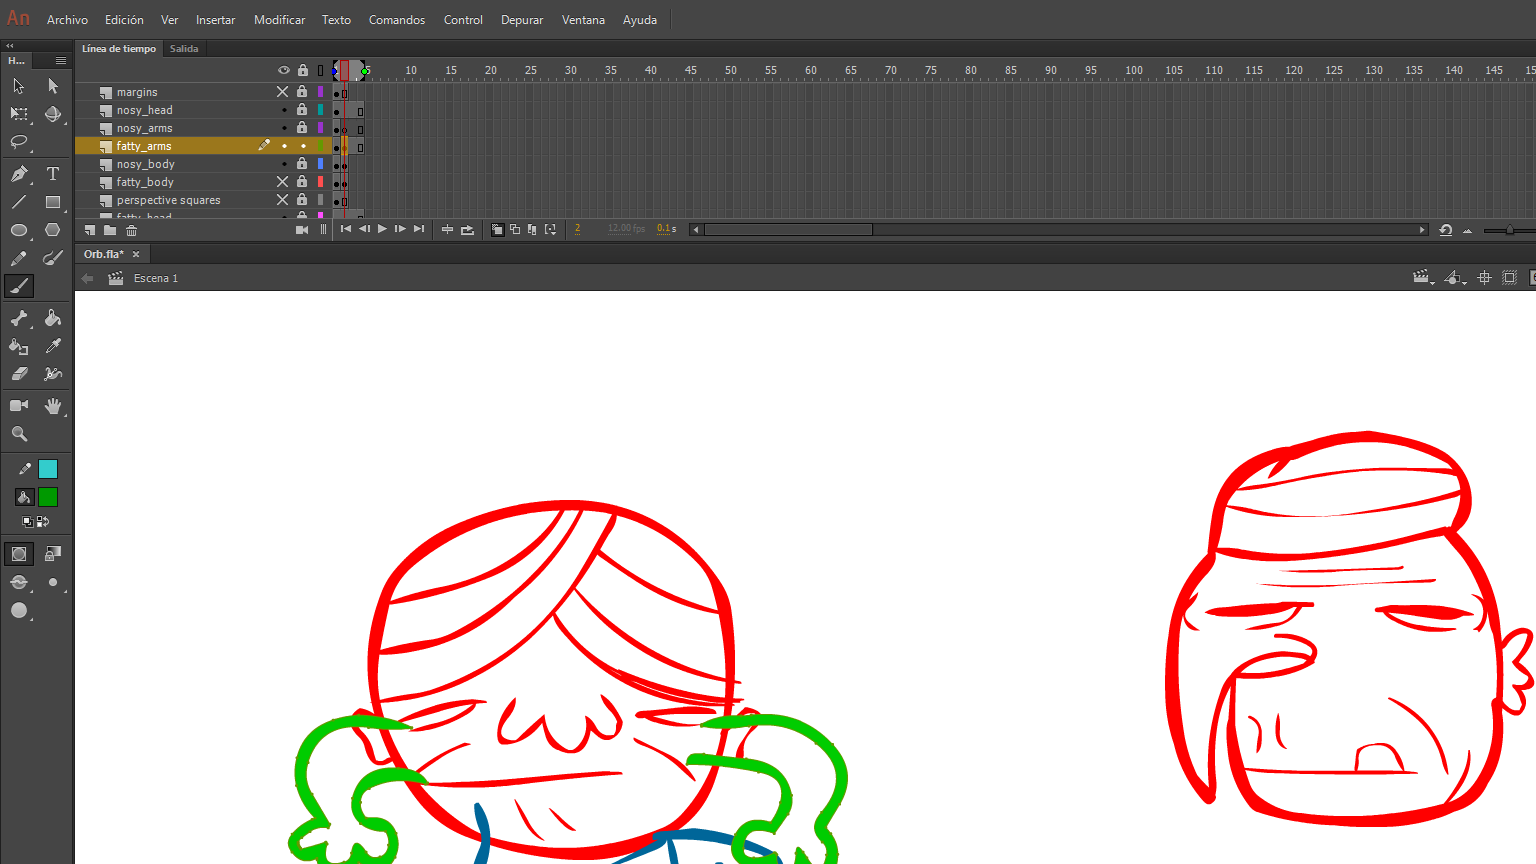 An Archivo Edición Ver Insertar Modificar Texto Comandos Control Depurar Ventana Ayuda
H... Línea de tiempo Salida
5 10 15 20 25 30 35 40 45 50 55 60 65 70 75 80 85 90 95 100 105 110 115 120 125 130 135 140 145 15
margins
nosy_head
nosy_arms
fatty_arms
nosy_body
fatty_body
perspective squares
fatty_head
2 12.00 fps 0.1 s
Orb.fla*
Escena 1